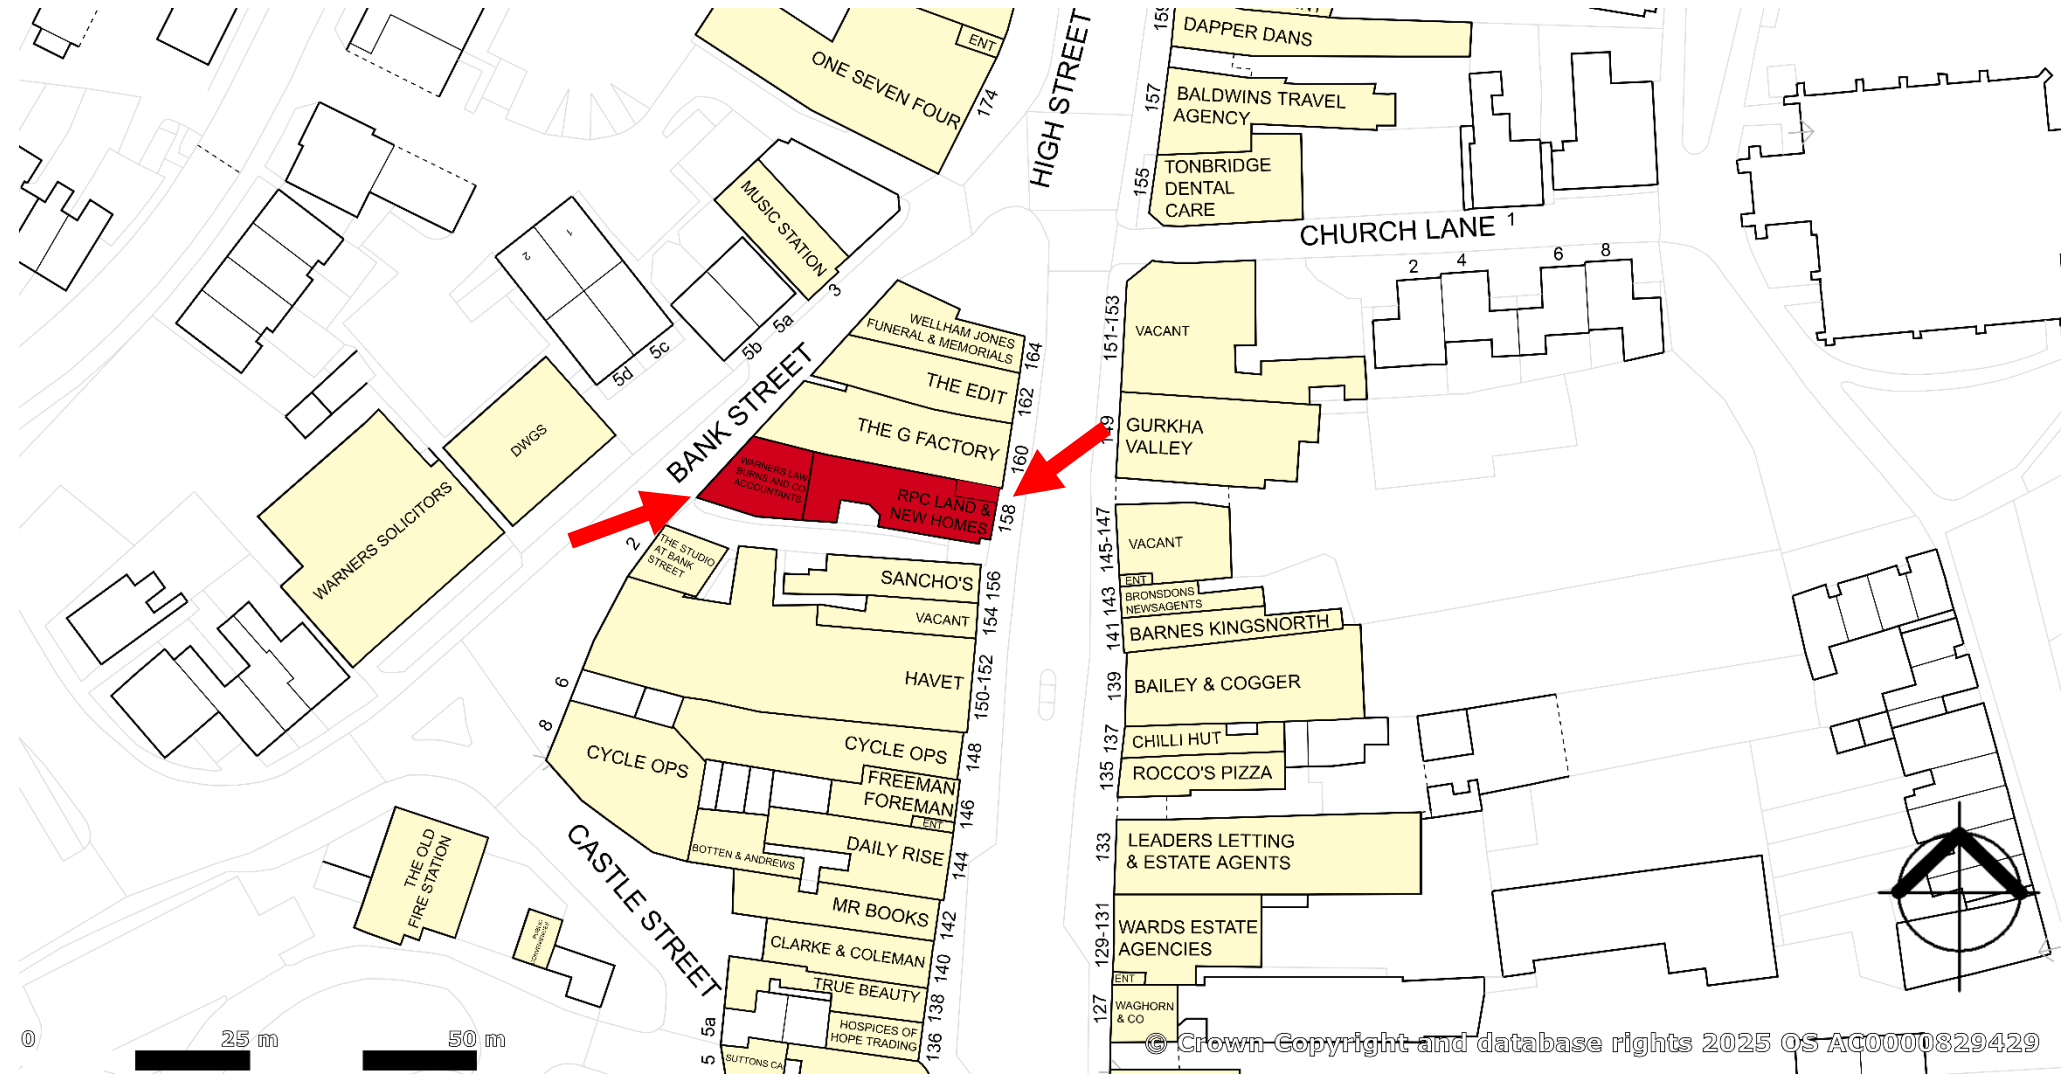 ENT
ONE SEVEN FOUR
174
HIGH STREET
159
DAPPER DANS
157
BALDWINS TRAVEL
AGENCY
155
TONBRIDGE
DENTAL
CARE
CHURCH LANE
1
2
4
6
8
MUSIC STATION
3
1
2
5a
5b
5c
5d
BANK STREET
WELLHAM JONES
FUNERAL & MEMORIALS
164
THE EDIT
162
THE G FACTORY
160
WARNERS LAW
BURNS AND CO
ACCOUNTANTS
RPC LAND &
NEW HOMES
158
151-153
VACANT
149
GURKHA
VALLEY
DWGS
WARNERS SOLICITORS
2
THE STUDIO
AT BANK
STREET
SANCHO'S
156
VACANT
154
HAVET
150-152
145-147
VACANT
ENT
143
BRONSDONS
NEWSAGENTS
141
BARNES KINGSNORTH
139
BAILEY & COGGER
6
8
CYCLE OPS
CYCLE OPS
148
137
CHILLI HUT
135
ROCCO'S PIZZA
FREEMAN
FOREMAN
146
ENT
BOTTEN & ANDREWS
DAILY RISE
144
133
LEADERS LETTING
& ESTATE AGENTS
THE OLD
FIRE STATION
PUBLIC
CONVENIENCES
CASTLE STREET
MR BOOKS
142
CLARKE & COLEMAN
140
129-131
WARDS ESTATE
AGENCIES
ENT
TRUE BEAUTY
138
5a
HOSPICES OF
HOPE TRADING
136
127
WAGHORN
& CO
5
SUTTONS CA
0 25 m 50 m
© Crown Copyright and database rights 2025 OS AC0000829429